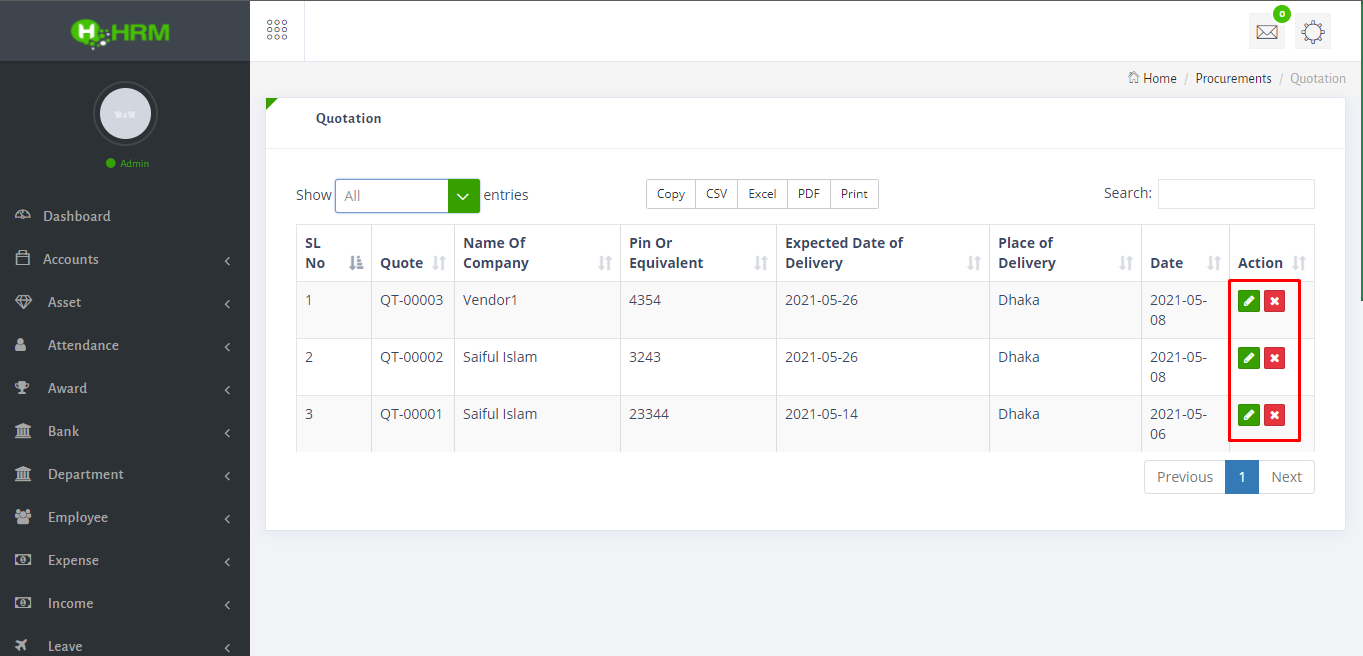 HRM
0
Home / Procurements / Quotation
Admin
Dashboard
Accounts
Asset
Attendance
Award
Bank
Department
Employee
Expense
Income
Leave
Quotation
Show All entries
Copy CSV Excel PDF Print
Search:
SL No Quote Name Of Company Pin Or Equivalent Expected Date of Delivery Place of Delivery Date Action
1 QT-00003 Vendor1 4354 2021-05-26 Dhaka 2021-05-08
2 QT-00002 Saiful Islam 3243 2021-05-26 Dhaka 2021-05-08
3 QT-00001 Saiful Islam 23344 2021-05-14 Dhaka 2021-05-06
Previous 1 Next